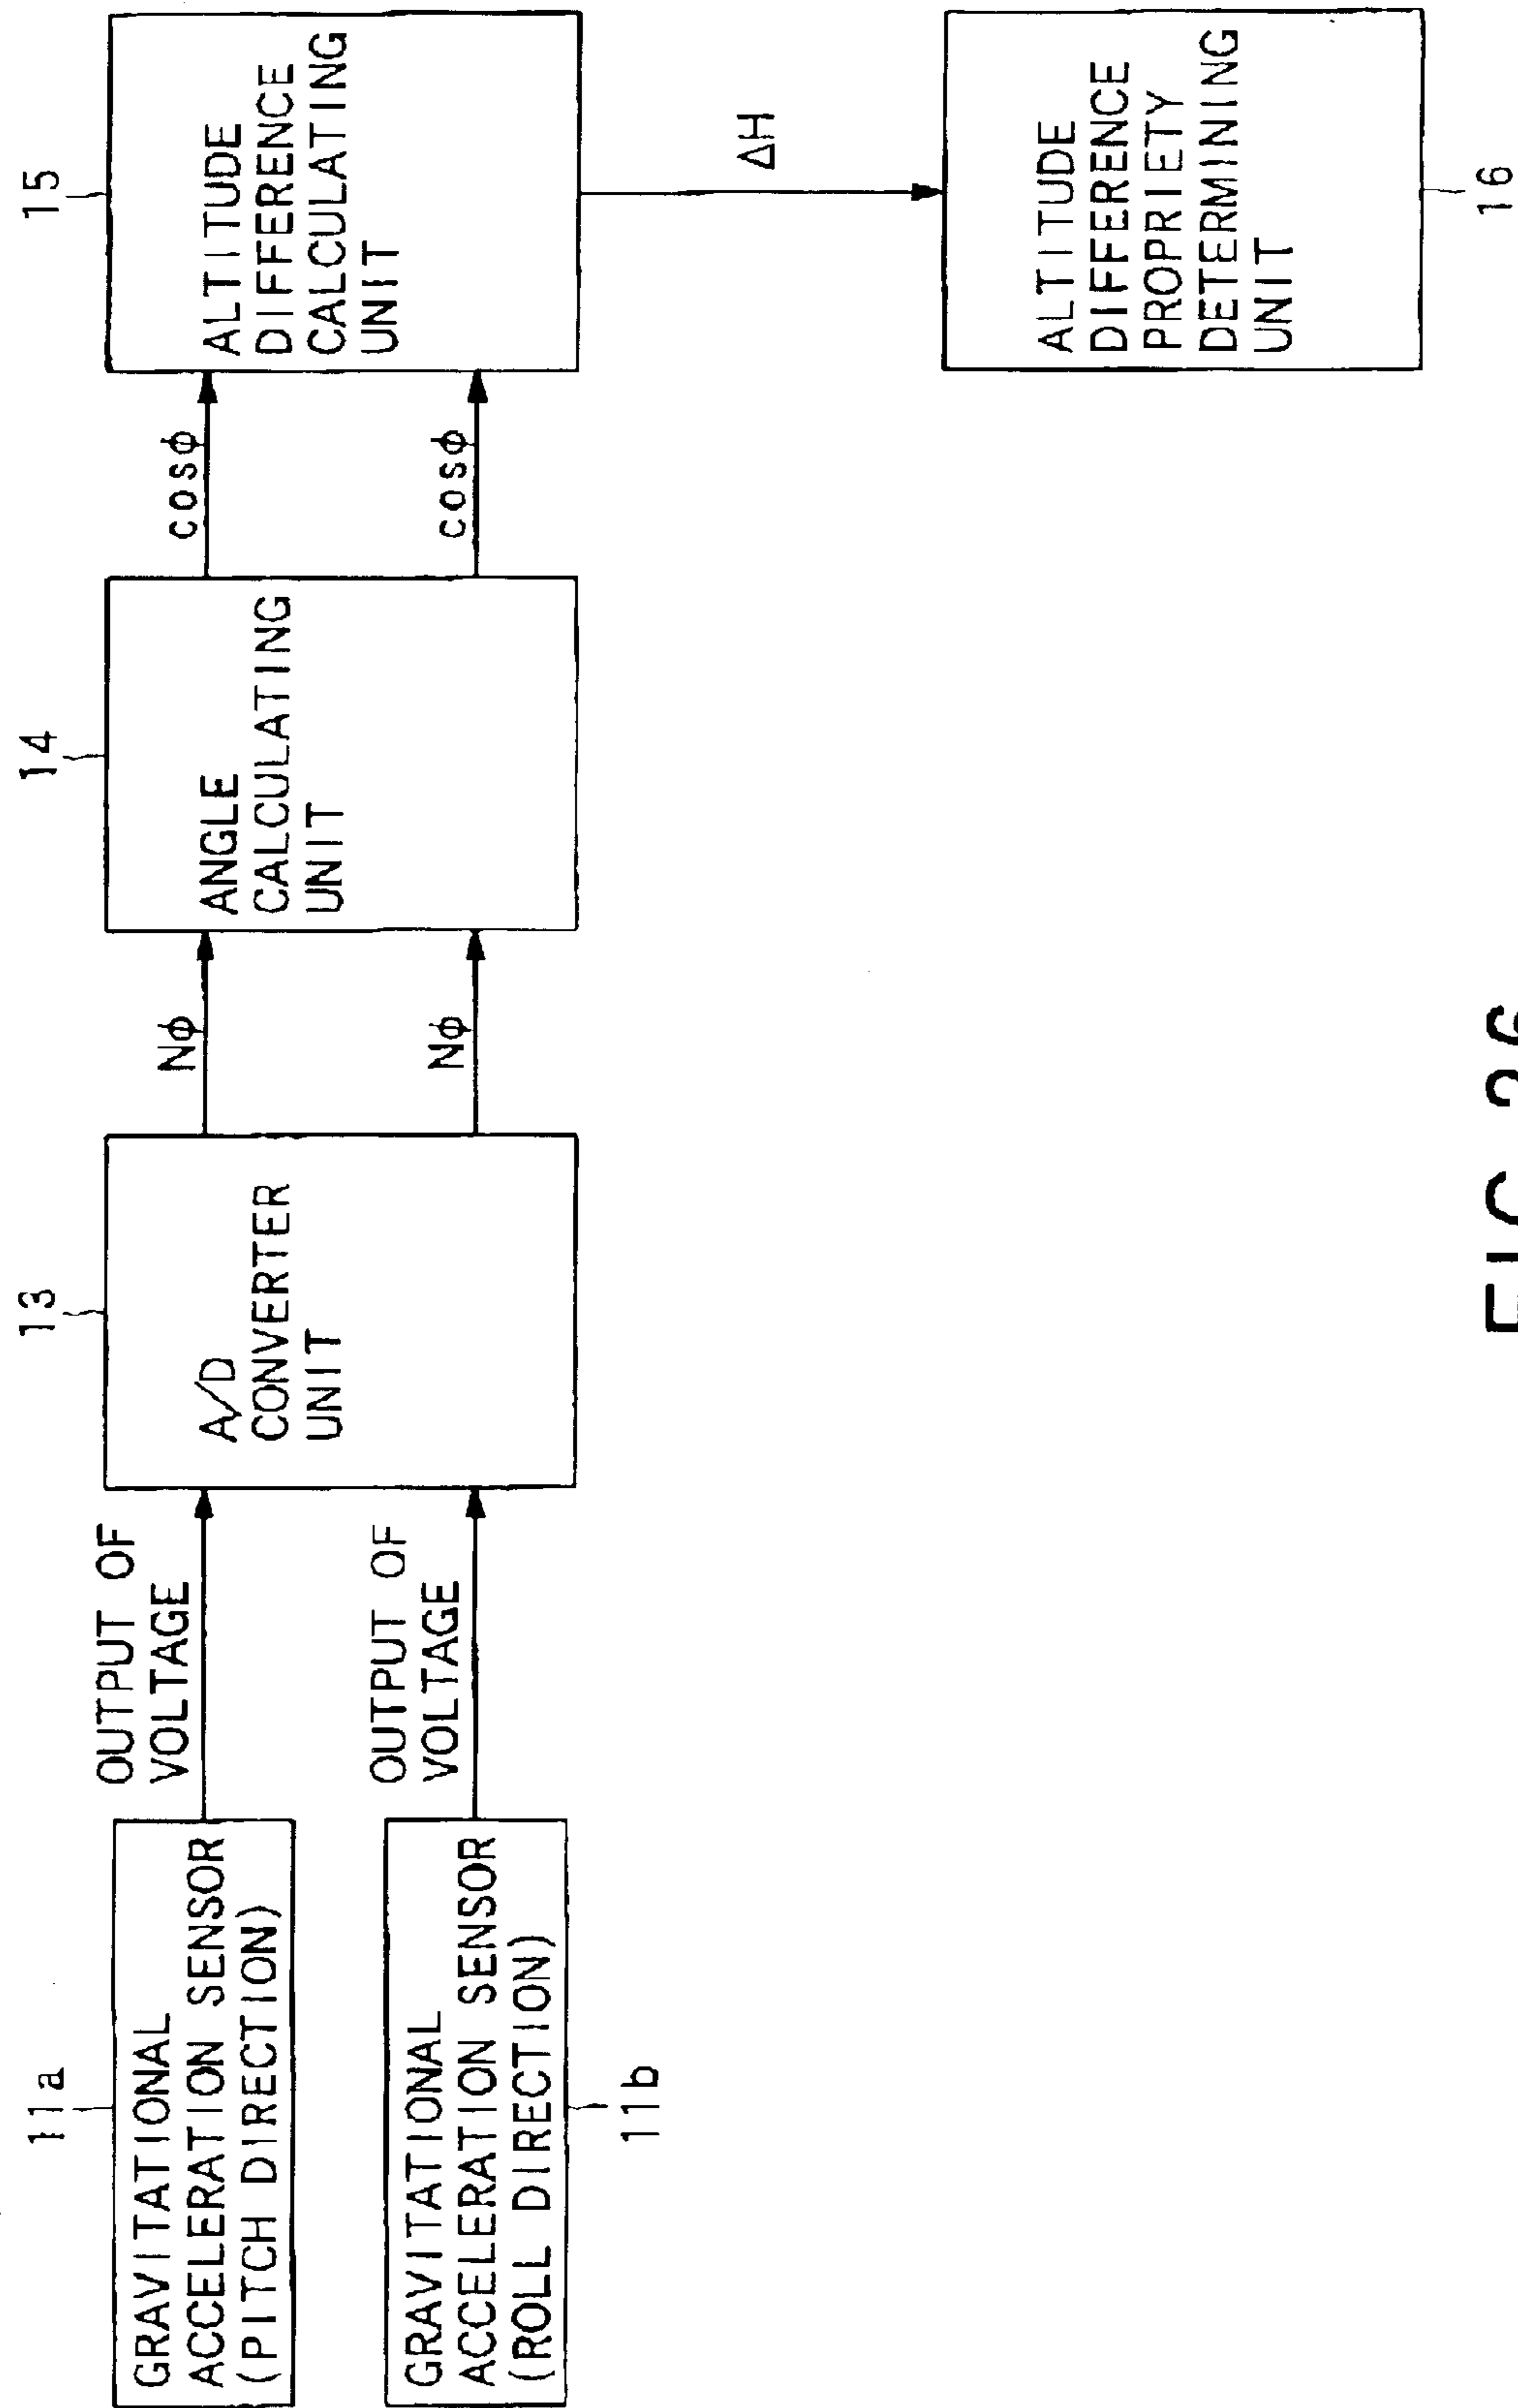 11a
GRAVITATIONAL
ACCELERATION SENSOR
(PITCH DIRECTION)
OUTPUT OF
VOLTAGE
GRAVITATIONAL
ACCELERATION SENSOR
(ROLL DIRECTION)
11b
OUTPUT OF
VOLTAGE
13
A/D
CONVERTER
UNIT
Nϕ
Nϕ
14
ANGLE
CALCULATING
UNIT
cosϕ
cosϕ
15
ALTITUDE
DIFFERENCE
CALCULATING
UNIT
ΔH
ALTITUDE
DIFFERENCE
PROPRIETY
DETERMINING
UNIT
16